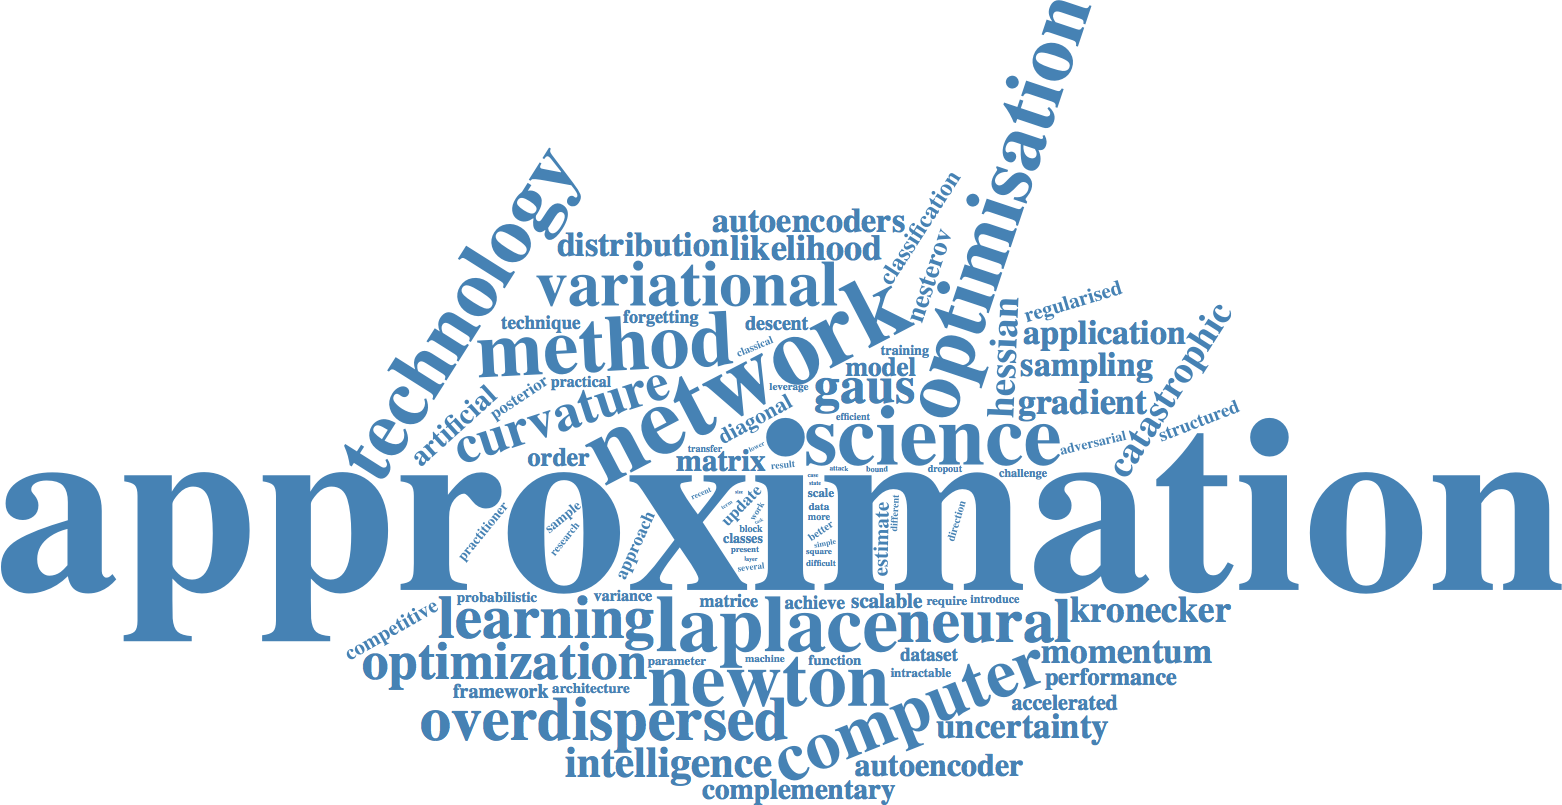 optimisation
technology
autoencoders
classification
distribution
likelihood
nesterov
variational
regularised
hessian
technique
forgetting
descent
network
application
catastrophic
method
classical
training
sampling
model
practical
posterior
leverage
gaus
gradient
artificial
curvature
diagonal
efficient
structured
science
adversarial
order
transfer
lower
matrix
result
attack
bound
dropout
challenge
approximation
case
state
scale
recent
size
term
update
work
data
more
sample
research
practitioner
approach
block
better
classes
simple
present
square
layer
several
difficult
estimate
different
direction
probabilistic
variance
matrice
achieve
scalable
require
introduce
competitive
learning
laplace
neural
kronecker
optimization
parameter
machine
function
dataset
momentum
newton
intractable
computer
performance
framework
architecture
accelerated
overdispersed
uncertainty
intelligence
autoencoder
complementary